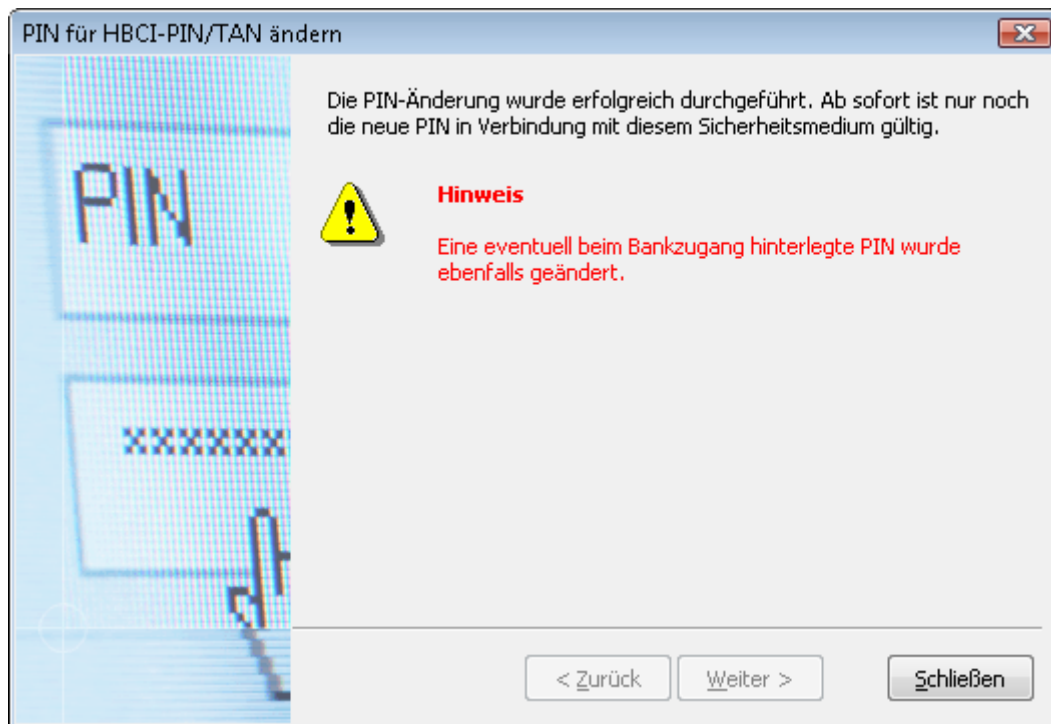 PIN für HBCI-PIN/TAN ändern
Die PIN-Änderung wurde erfolgreich durchgeführt. Ab sofort ist nur noch
die neue PIN in Verbindung mit diesem Sicherheitsmedium gültig.
PIN
Hinweis
Eine eventuell beim Bankzugang hinterlegte PIN wurde
ebenfalls geändert.
xxxxxx
< Zurück
Weiter >
Schließen